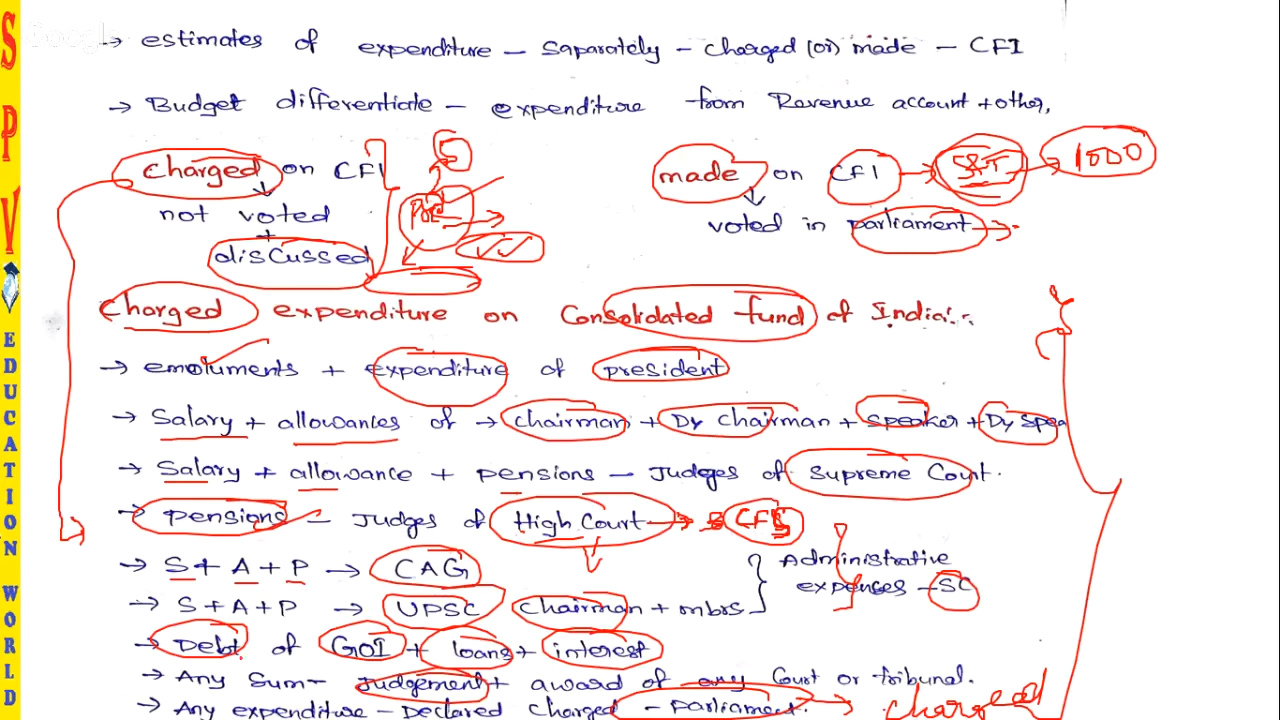 SPV EDUCATION WORLD
→ estimates of expenditure – Saparately – charged (or) made – CFI
→ Budget differentiate – expenditure from Revenue account + other,
charged on CFI
made on CFI → S&T → 1000
not voted
+
discussed
voted in parliament →
Charged expenditure on Consolidated fund of India:.
→ emoluments + expenditure of president
→ Salary + allowances of → chairman + Dy chairman + speaker + Dy spea
→ Salary + allowance + pensions – Judges of Supreme Court.
→ pensions – Judges of High Court → CFS
→ S + A + P → CAG
→ S + A + P → UPSC chairman + mbrs
Administrative expenses – SC
→ Debt of GOI + loans + interest
→ Any Sum – Judgement + award of any Court or tribunal.
→ Any expenditure – Declared charged – parliament. → charged